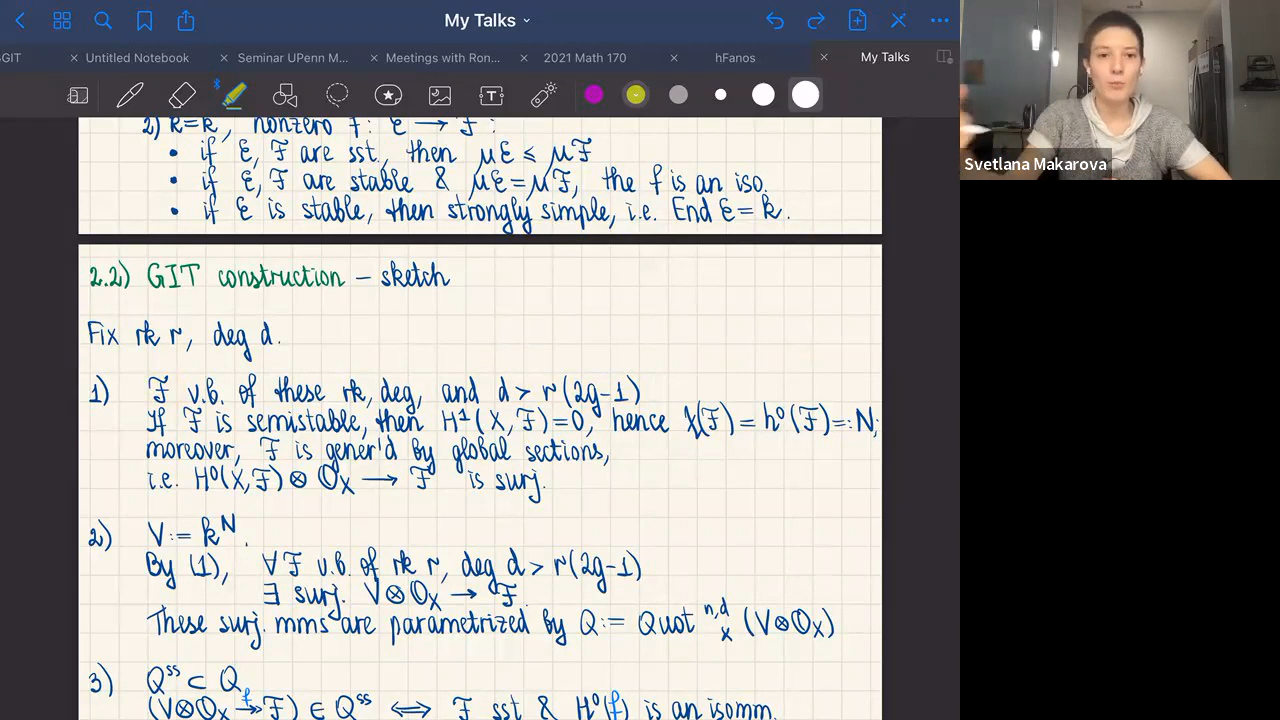 My Talks
GIT
Untitled Notebook
Seminar UPenn M...
Meetings with Ron...
2021 Math 170
hFanos
My Talks
Svetlana Makarova
2) k=k̄, nonzero f: ℰ → ℱ:
• if ℰ, ℱ are sst, then μℰ ≤ μℱ
• if ℰ, ℱ are stable & μℰ=μℱ, the f is an iso.
• if ℰ is stable, then strongly simple, i.e. End ℰ = k.
2.2) GIT construction – sketch
Fix rk r, deg d.
1) ℱ v.b. of these rk, deg, and d > r(2g-1)
If ℱ is semistable, then H¹(X, ℱ)=0, hence χ(ℱ) = h⁰(ℱ) =: N;
moreover, ℱ is gener'd by global sections,
i.e. H⁰(X,ℱ) ⊗ 𝒪_X → ℱ is surj.
2) V := k^N.
By (1), ∀ ℱ v.b. of rk r, deg d > r(2g-1)
∃ surj. V⊗𝒪_X → ℱ.
These surj. mms are parametrized by Q := Quot^{r,d}_X (V⊗𝒪_X)
3) Q^ss ⊂ Q
(V⊗𝒪_X →^f ℱ) ∈ Q^ss ⟺ ℱ sst & H⁰(f) is an isomm.